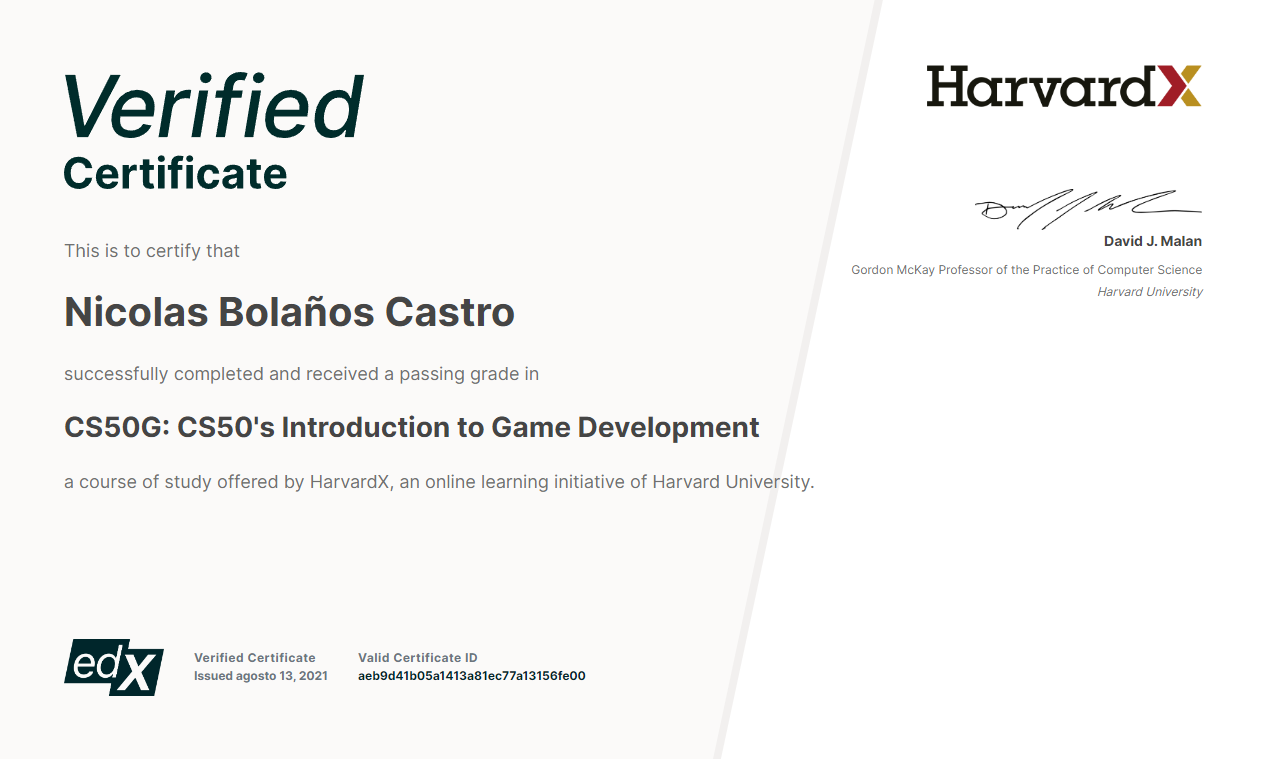 Verified
Certificate
This is to certify that
Nicolas Bolaños Castro
successfully completed and received a passing grade in
CS50G: CS50's Introduction to Game Development
a course of study offered by HarvardX, an online learning initiative of Harvard University.
HarvardX
David J. Malan
Gordon McKay Professor of the Practice of Computer Science
Harvard University
edX
Verified Certificate
Issued agosto 13, 2021
Valid Certificate ID
aeb9d41b05a1413a81ec77a13156fe00